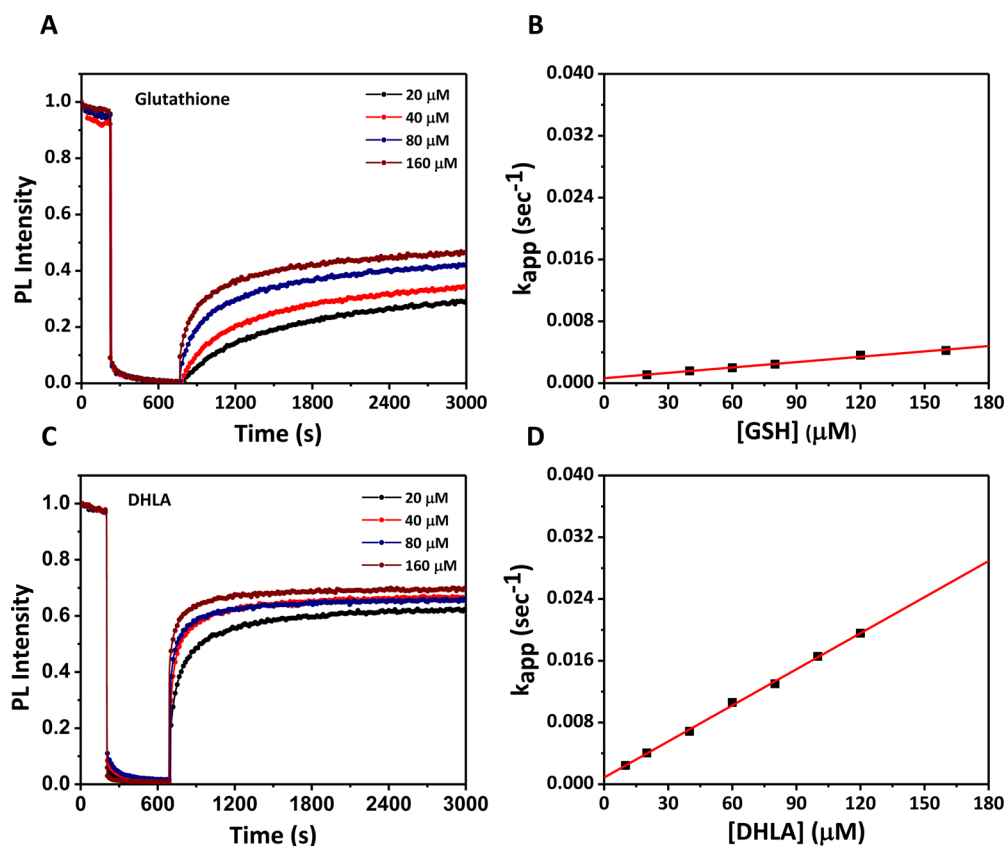 A
Glutathione
20 μM
40 μM
80 μM
160 μM
PL Intensity
1.0
0.8
0.6
0.4
0.2
0.0
0 600 1200 1800 2400 3000
Time (s)
B
kapp (sec-1)
0.040
0.032
0.024
0.016
0.008
0.000
0 30 60 90 120 150 180
[GSH] (μM)
C
DHLA
20 μM
40 μM
80 μM
160 μM
PL Intensity
1.0
0.8
0.6
0.4
0.2
0.0
0 600 1200 1800 2400 3000
Time (s)
D
kapp (sec-1)
0.040
0.032
0.024
0.016
0.008
0.000
0 30 60 90 120 150 180
[DHLA] (μM)